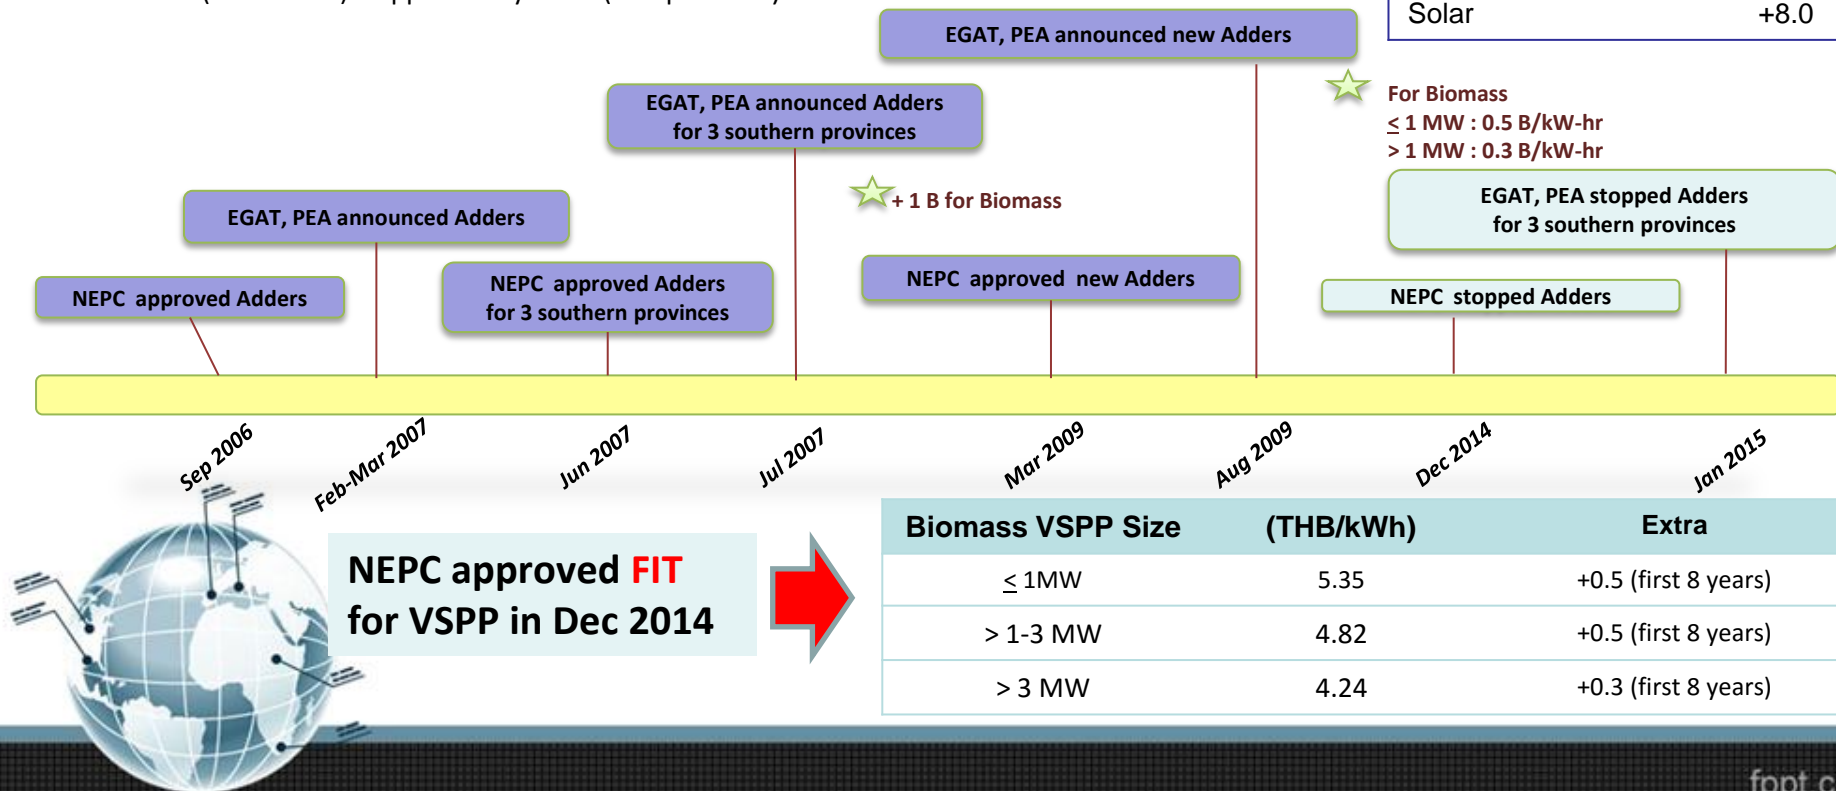 Solar +8.0
EGAT, PEA announced new Adders
For Biomass
≤ 1 MW : 0.5 B/kW-hr
> 1 MW : 0.3 B/kW-hr
EGAT, PEA announced Adders
for 3 southern provinces
+ 1 B for Biomass
EGAT, PEA stopped Adders
for 3 southern provinces
EGAT, PEA announced Adders
NEPC approved Adders
NEPC approved Adders
for 3 southern provinces
NEPC approved new Adders
NEPC stopped Adders
Sep 2006
Feb-Mar 2007
Jun 2007
Jul 2007
Mar 2009
Aug 2009
Dec 2014
Jan 2015
NEPC approved FIT
for VSPP in Dec 2014
Biomass VSPP Size (THB/kWh) Extra
≤ 1MW 5.35 +0.5 (first 8 years)
> 1-3 MW 4.82 +0.5 (first 8 years)
> 3 MW 4.24 +0.3 (first 8 years)
fppt.c